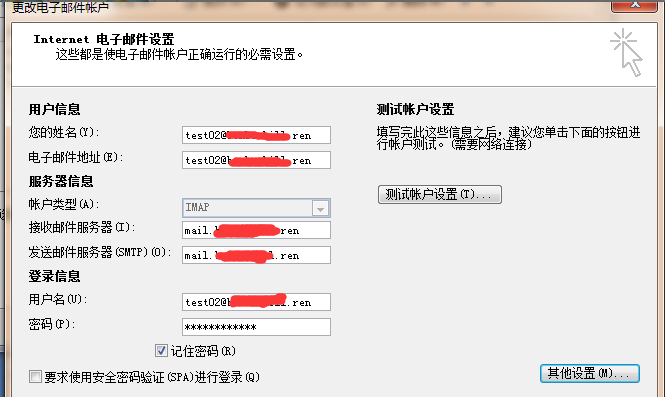 更改电子邮件帐户
Internet 电子邮件设置
这些都是使电子邮件帐户正确运行的必需设置。
用户信息
您的姓名(Y):
test02@ .ren
电子邮件地址(E):
test02@ .ren
服务器信息
帐户类型(A):
IMAP
接收邮件服务器(I):
mail. .ren
发送邮件服务器(SMTP)(O):
mail. .ren
登录信息
用户名(U):
test02@ .ren
密码(P):
************
记住密码(R)
要求使用安全密码验证(SPA)进行登录(Q)
测试帐户设置
填写完此这些信息之后，建议您单击下面的按钮进
行帐户测试。(需要网络连接)
测试帐户设置(T)...
其他设置(M)...